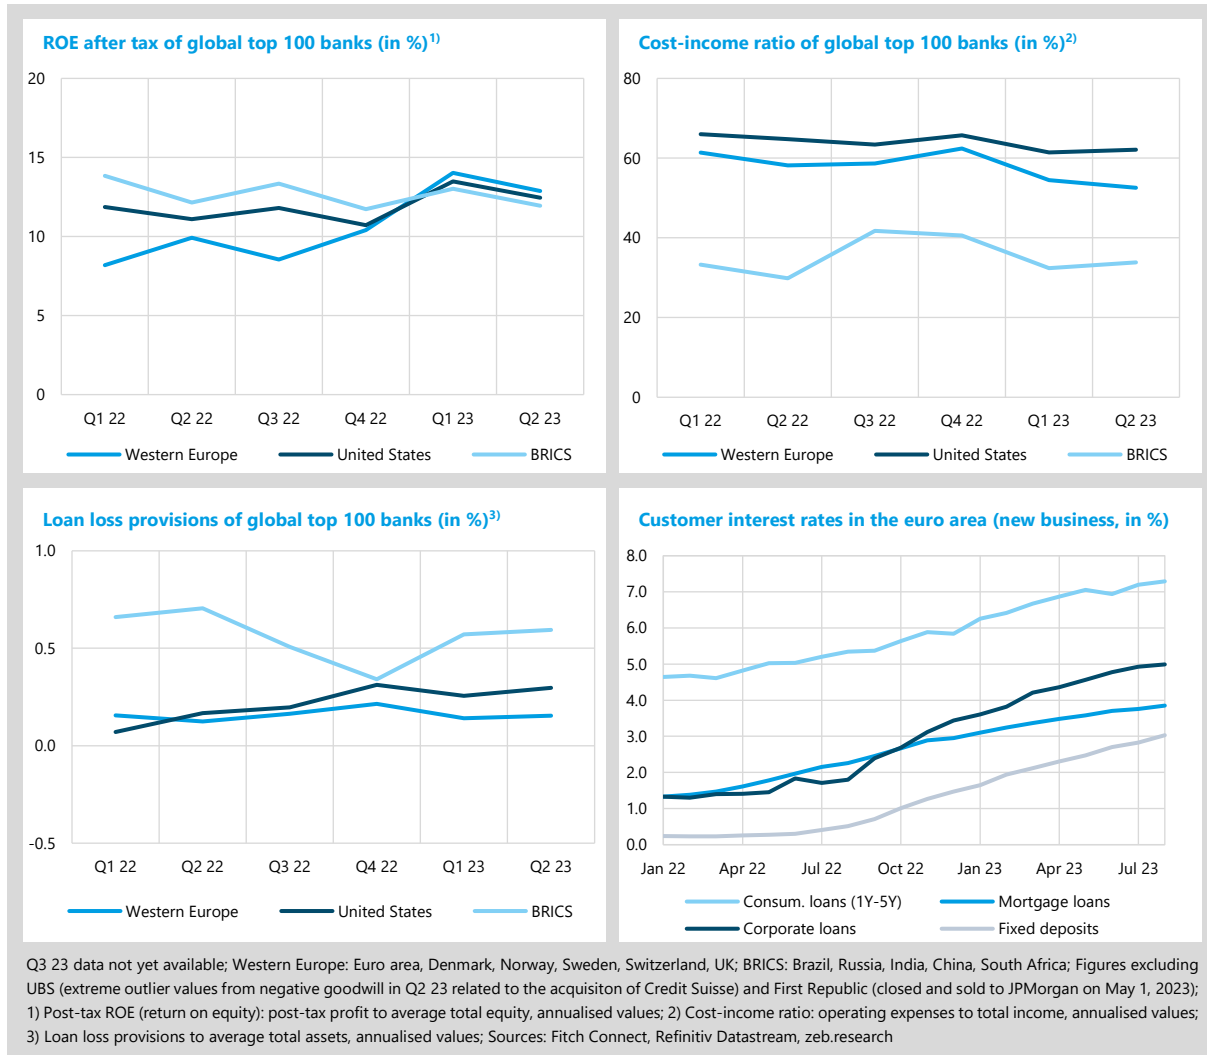 ROE after tax of global top 100 banks (in %)1)
20
15
10
5
0
Q1 22 Q2 22 Q3 22 Q4 22 Q1 23 Q2 23
Western Europe United States BRICS
Cost-income ratio of global top 100 banks (in %)2)
80
60
40
20
0
Q1 22 Q2 22 Q3 22 Q4 22 Q1 23 Q2 23
Western Europe United States BRICS
Loan loss provisions of global top 100 banks (in %)3)
1.0
0.5
0.0
-0.5
Q1 22 Q2 22 Q3 22 Q4 22 Q1 23 Q2 23
Western Europe United States BRICS
Customer interest rates in the euro area (new business, in %)
8.0
7.0
6.0
5.0
4.0
3.0
2.0
1.0
0.0
Jan 22 Apr 22 Jul 22 Oct 22 Jan 23 Apr 23 Jul 23
Consum. loans (1Y-5Y) Mortgage loans
Corporate loans Fixed deposits
Q3 23 data not yet available; Western Europe: Euro area, Denmark, Norway, Sweden, Switzerland, UK; BRICS: Brazil, Russia, India, China, South Africa; Figures excluding
UBS (extreme outlier values from negative goodwill in Q2 23 related to the acquisiton of Credit Suisse) and First Republic (closed and sold to JPMorgan on May 1, 2023);
1) Post-tax ROE (return on equity): post-tax profit to average total equity, annualised values; 2) Cost-income ratio: operating expenses to total income, annualised values;
3) Loan loss provisions to average total assets, annualised values; Sources: Fitch Connect, Refinitiv Datastream, zeb.research